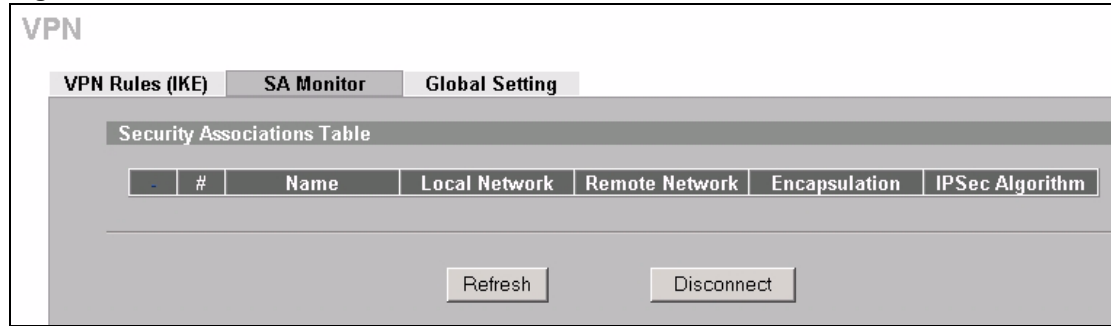 VPN
VPN Rules (IKE) SA Monitor Global Setting
Security Associations Table
- # Name Local Network Remote Network Encapsulation IPSec Algorithm
Refresh Disconnect